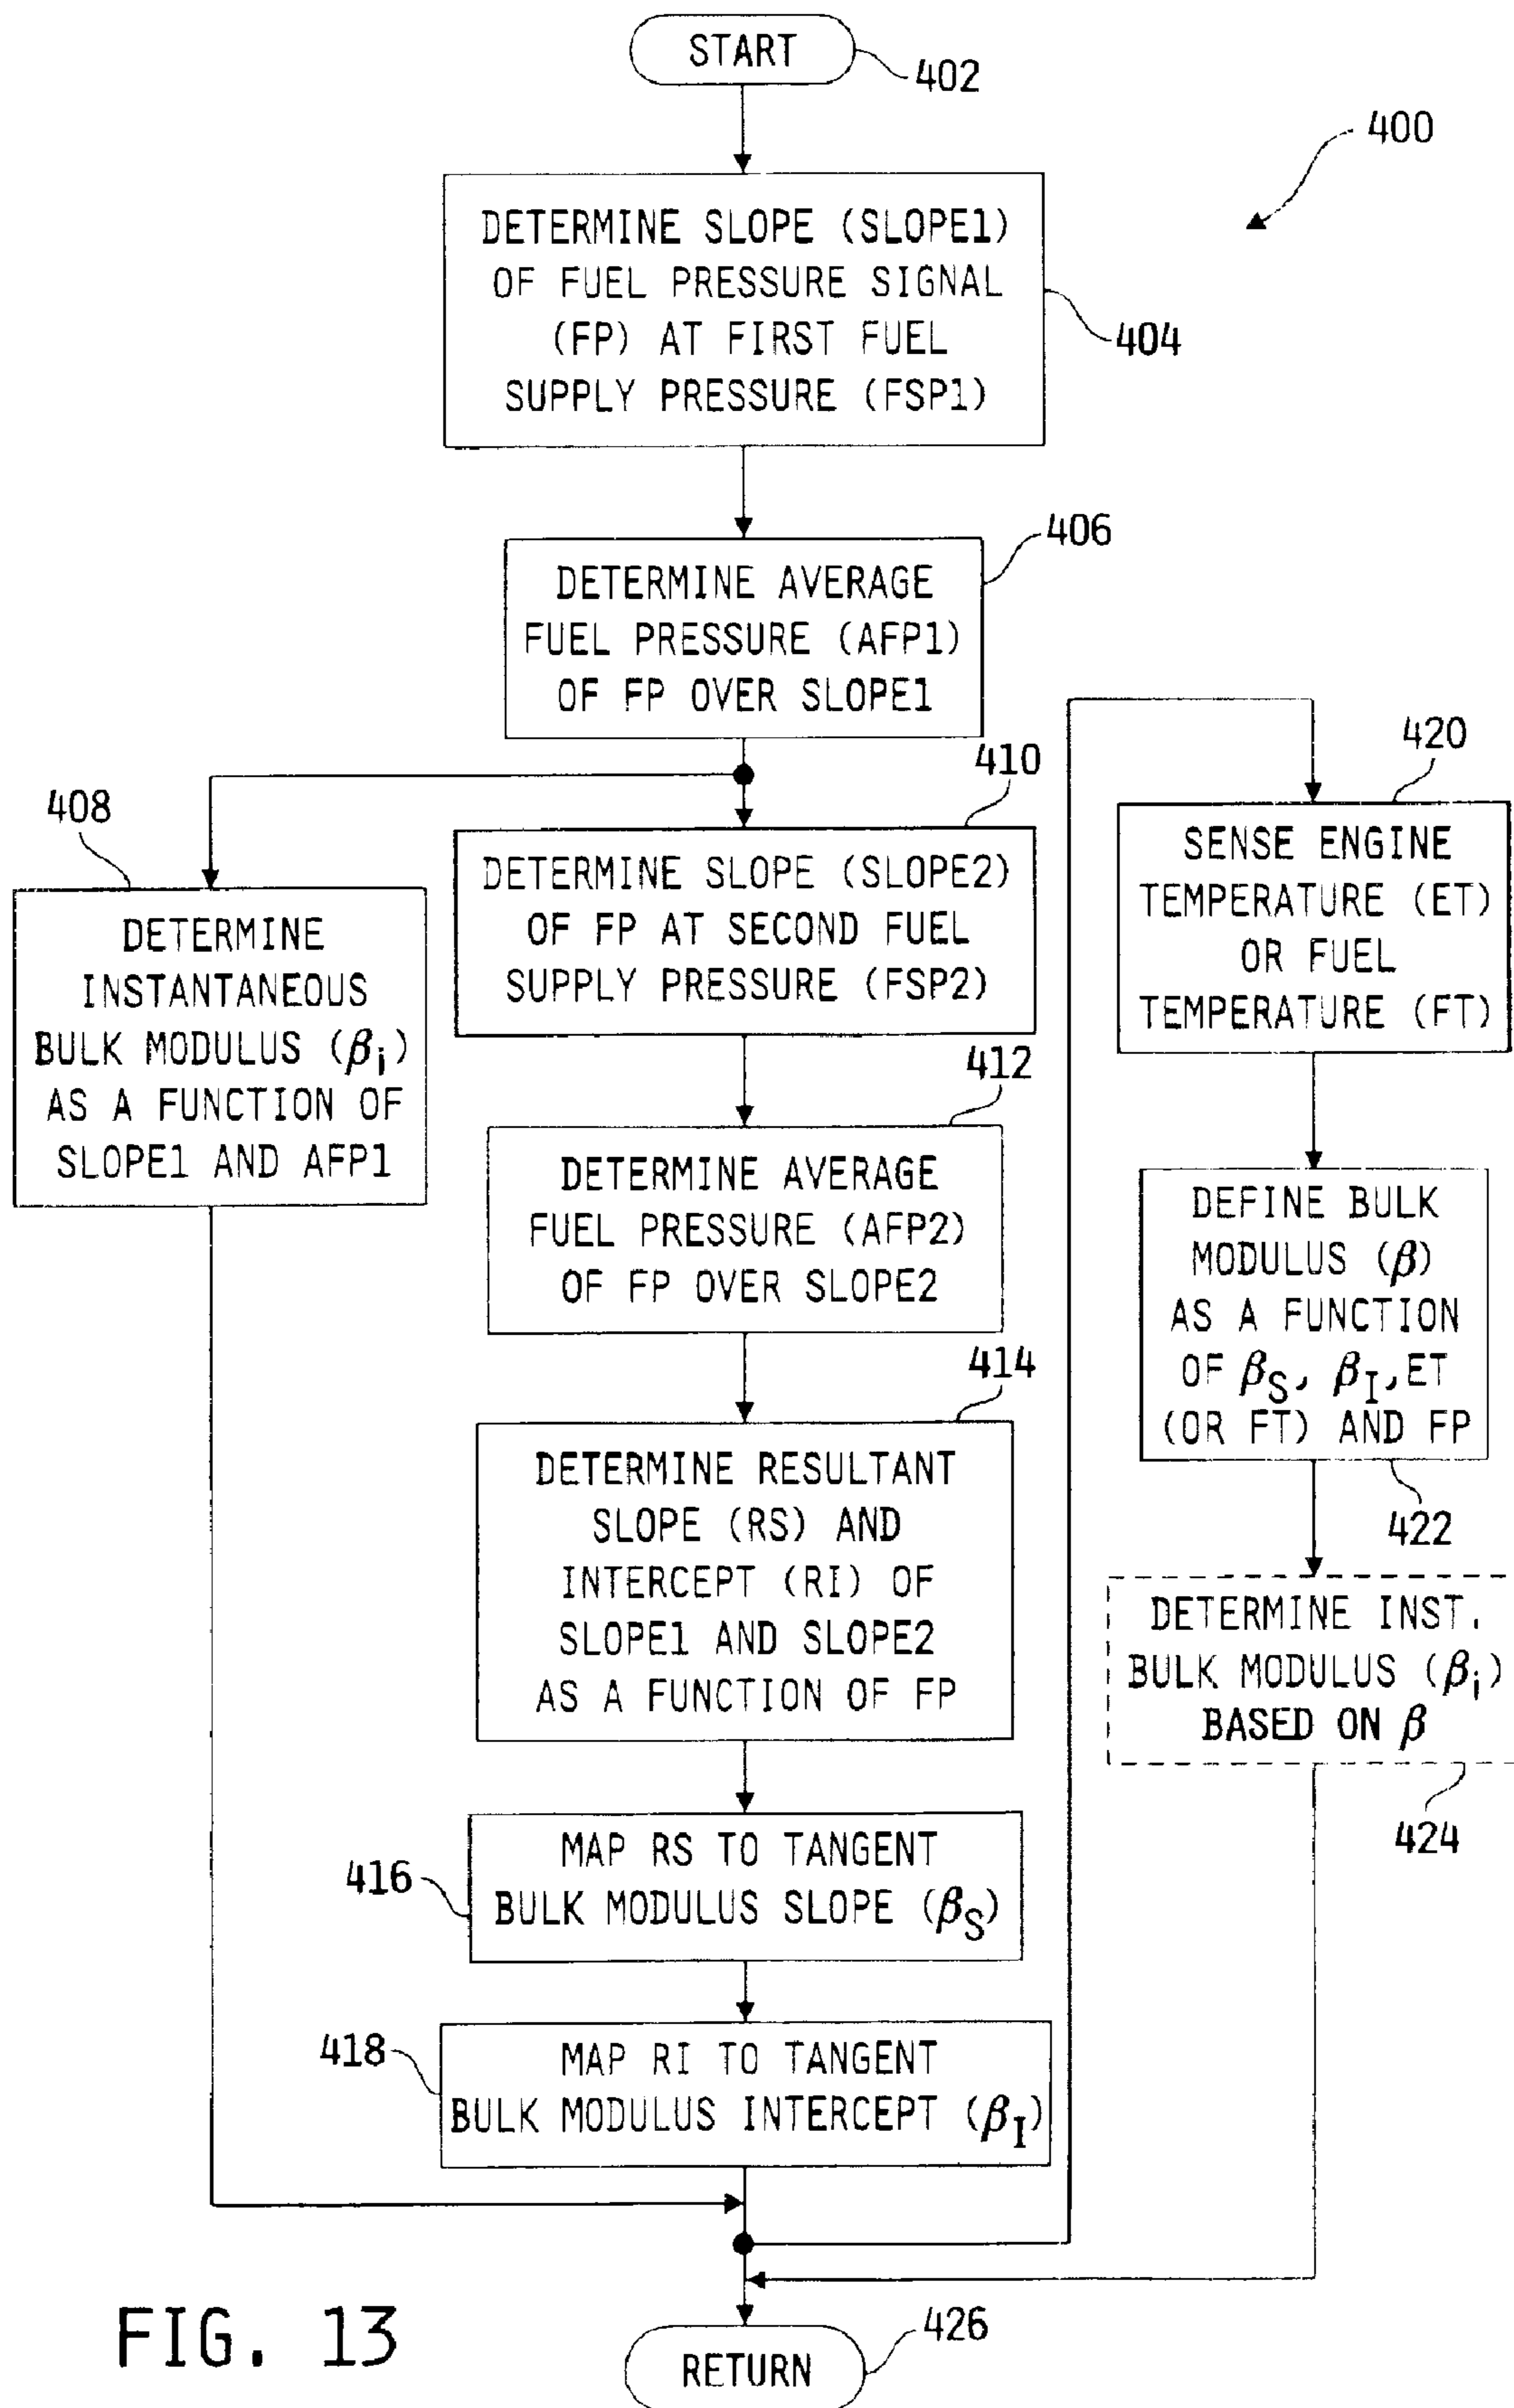 START
402
400
DETERMINE SLOPE (SLOPE1)
OF FUEL PRESSURE SIGNAL
(FP) AT FIRST FUEL
SUPPLY PRESSURE (FSP1)
404
406
DETERMINE AVERAGE
FUEL PRESSURE (AFP1)
OF FP OVER SLOPE1
408
DETERMINE
INSTANTANEOUS
BULK MODULUS (βi)
AS A FUNCTION OF
SLOPE1 AND AFP1
410
DETERMINE SLOPE (SLOPE2)
OF FP AT SECOND FUEL
SUPPLY PRESSURE (FSP2)
412
DETERMINE AVERAGE
FUEL PRESSURE (AFP2)
OF FP OVER SLOPE2
414
DETERMINE RESULTANT
SLOPE (RS) AND
INTERCEPT (RI) OF
SLOPE1 AND SLOPE2
AS A FUNCTION OF FP
416
MAP RS TO TANGENT
BULK MODULUS SLOPE (βS)
418
MAP RI TO TANGENT
BULK MODULUS INTERCEPT (βI)
420
SENSE ENGINE
TEMPERATURE (ET)
OR FUEL
TEMPERATURE (FT)
DEFINE BULK
MODULUS (β)
AS A FUNCTION
OF βS, βI, ET
(OR FT) AND FP
422
DETERMINE INST.
BULK MODULUS (βi)
BASED ON β
424
426
RETURN
FIG. 13